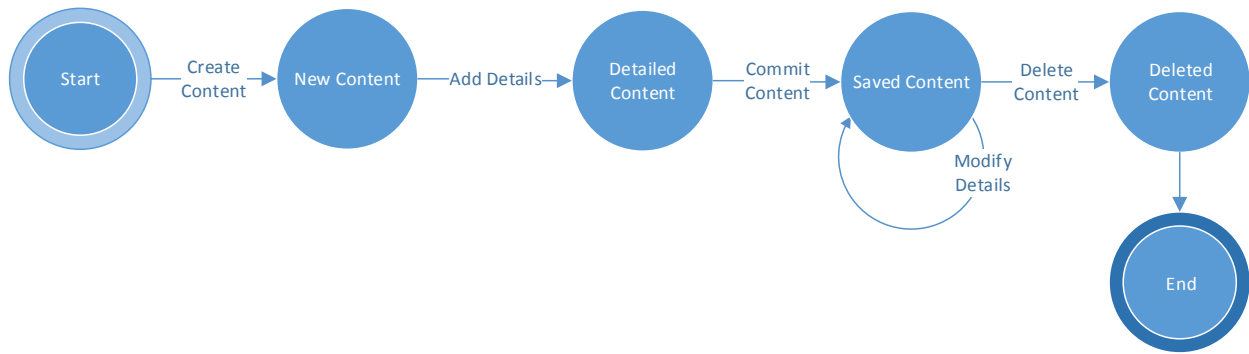 Start
Create
Content
New Content
Add Details
Detailed
Content
Commit
Content
Saved Content
Modify
Details
Delete
Content
Deleted
Content
End